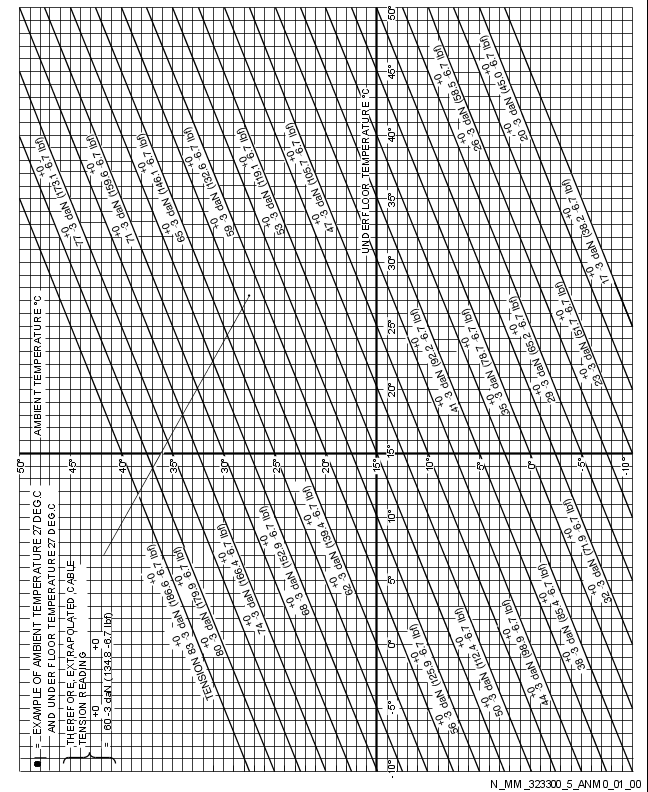 ●=EXAMPLE OF AMBIENT TEMPERATURE 27 DEG.C
AND UNDER FLOOR TEMPERATURE 27 DEG.C
THEREFORE, EXTRAPOLATED CABLE
TENSION READING
= 60 +0 -3 daN (134.8 +0 -6.7 lbf)
AMBIENT TEMPERATURE °C
50° 45° 40° 35° 30° 25° 20° 15° 10° 5° 0° -5° -10°
UNDERFLOOR TEMPERATURE °C
-10° -5° 0° 5° 10° 15° 20° 25° 30° 35° 40° 45° 50°
TENSION 83 +0 -3 daN (186.6 +0 -6.7 lbf)
80 +0 -3 daN (179.9 +0 -6.7 lbf)
77 +0 -3 daN (173.1 +0 -6.7 lbf)
74 +0 -3 daN (166.4 +0 -6.7 lbf)
71 +0 -3 daN (159.6 +0 -6.7 lbf)
68 +0 -3 daN (152.9 +0 -6.7 lbf)
65 +0 -3 daN (146.1 +0 -6.7 lbf)
62 +0 -3 daN (139.4 +0 -6.7 lbf)
59 +0 -3 daN (132.6 +0 -6.7 lbf)
56 +0 -3 daN (125.9 +0 -6.7 lbf)
53 +0 -3 daN (119.1 +0 -6.7 lbf)
50 +0 -3 daN (112.4 +0 -6.7 lbf)
47 +0 -3 daN (105.7 +0 -6.7 lbf)
44 +0 -3 daN (98.9 +0 -6.7 lbf)
41 +0 -3 daN (92.2 +0 -6.7 lbf)
38 +0 -3 daN (85.4 +0 -6.7 lbf)
35 +0 -3 daN (78.7 +0 -6.7 lbf)
32 +0 -3 daN (71.9 +0 -6.7 lbf)
29 +0 -3 daN (65.2 +0 -6.7 lbf)
26 +0 -3 daN (58.5 +0 -6.7 lbf)
23 +0 -3 daN (51.7 +0 -6.7 lbf)
20 +0 -3 daN (45.0 +0 -6.7 lbf)
17 +0 -3 daN (38.2 +0 -6.7 lbf)
N_MM_323300_5_ANM0_01_00